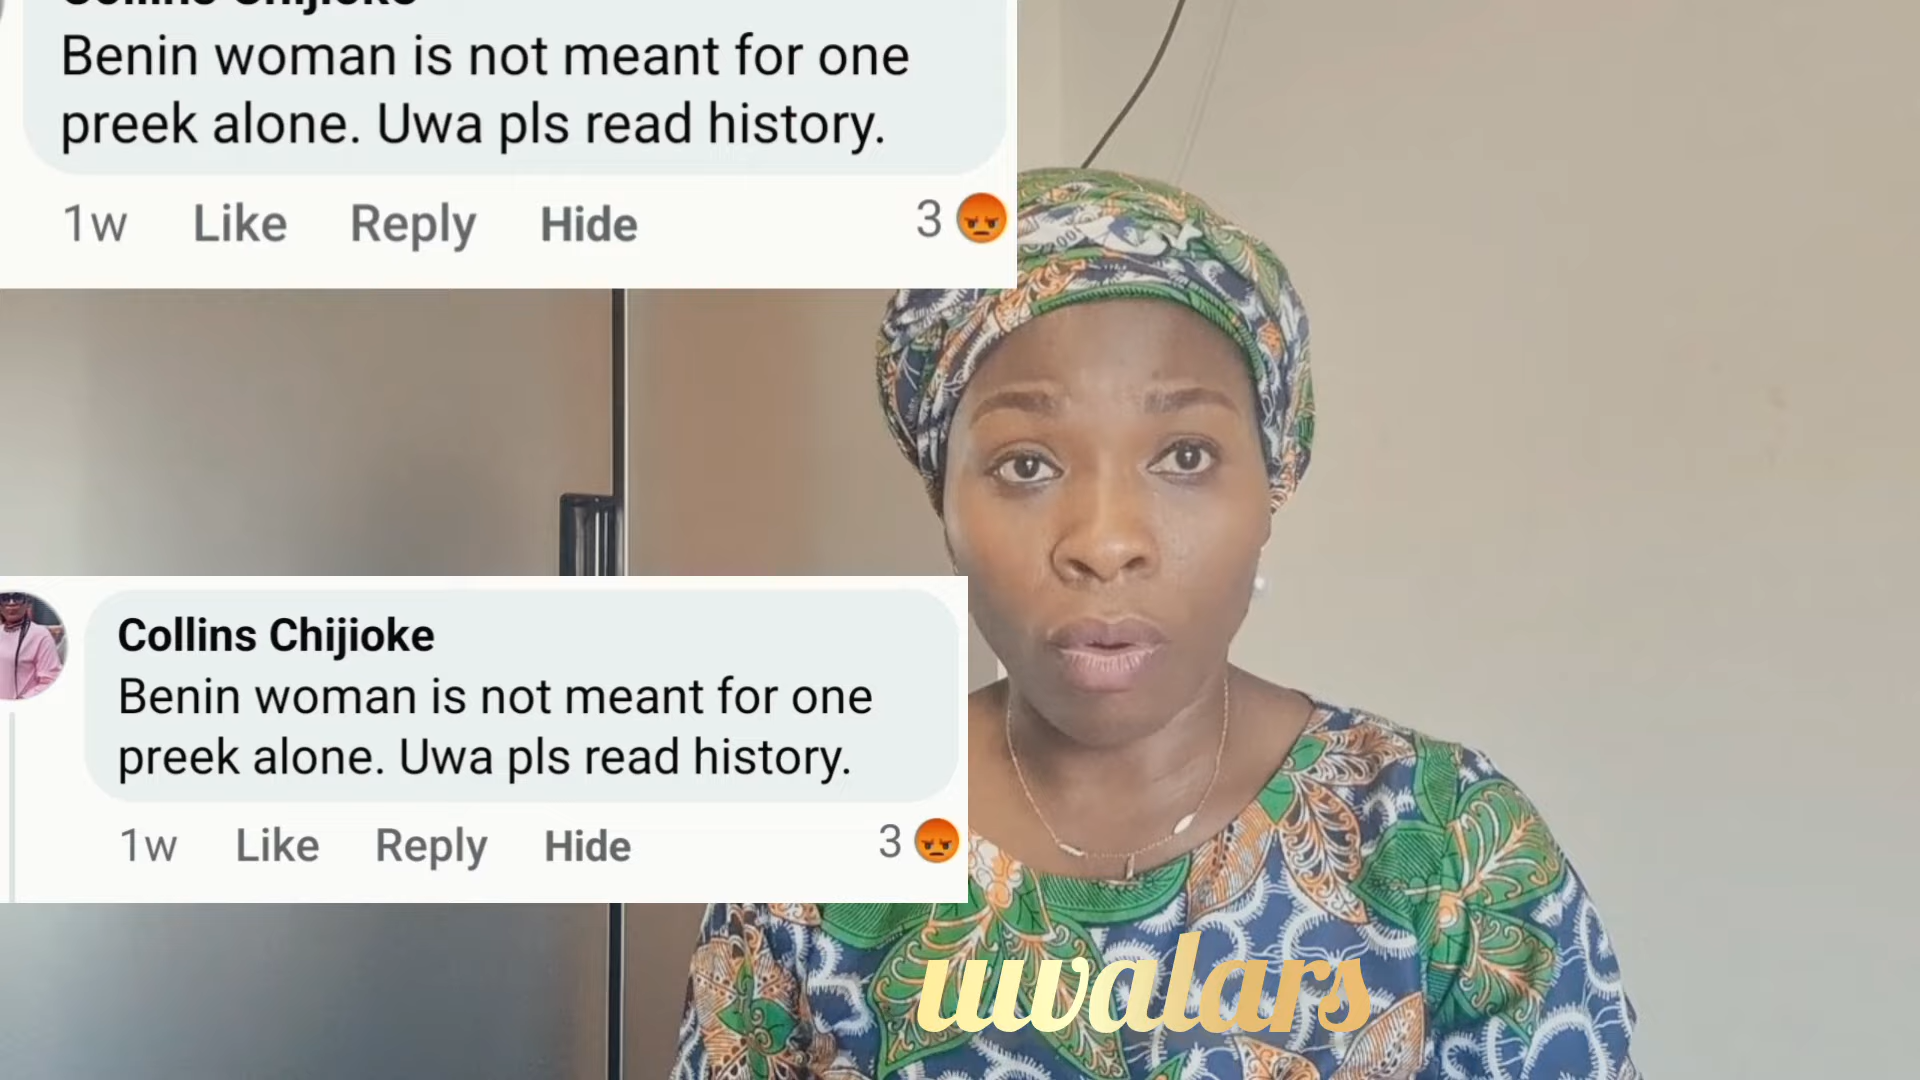 Collins Chijioke
Benin woman is not meant for one
preek alone. Uwa pls read history.
1w Like Reply Hide 3
Collins Chijioke
Benin woman is not meant for one
preek alone. Uwa pls read history.
1w Like Reply Hide 3
uwalars